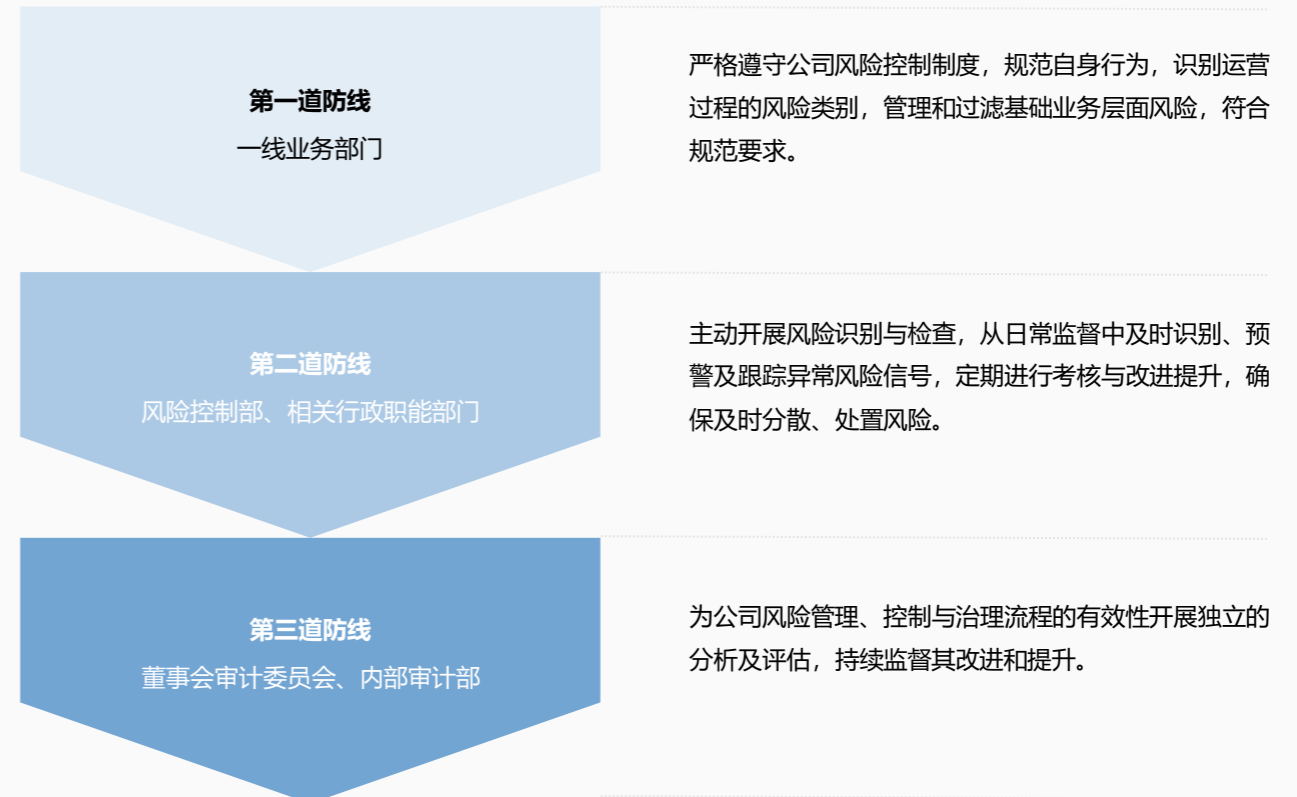 第一道防线
一线业务部门
严格遵守公司风险控制制度，规范自身行为，识别运营
过程的风险类别，管理和过滤基础业务层面风险，符合
规范要求。
第二道防线
风险控制部、相关行政职能部门
主动开展风险识别与检查，从日常监督中及时识别、预
警及跟踪异常风险信号，定期进行考核与改进提升，确
保及时分散、处置风险。
第三道防线
董事会审计委员会、内部审计部
为公司风险管理、控制与治理流程的有效性开展独立的
分析及评估，持续监督其改进和提升。